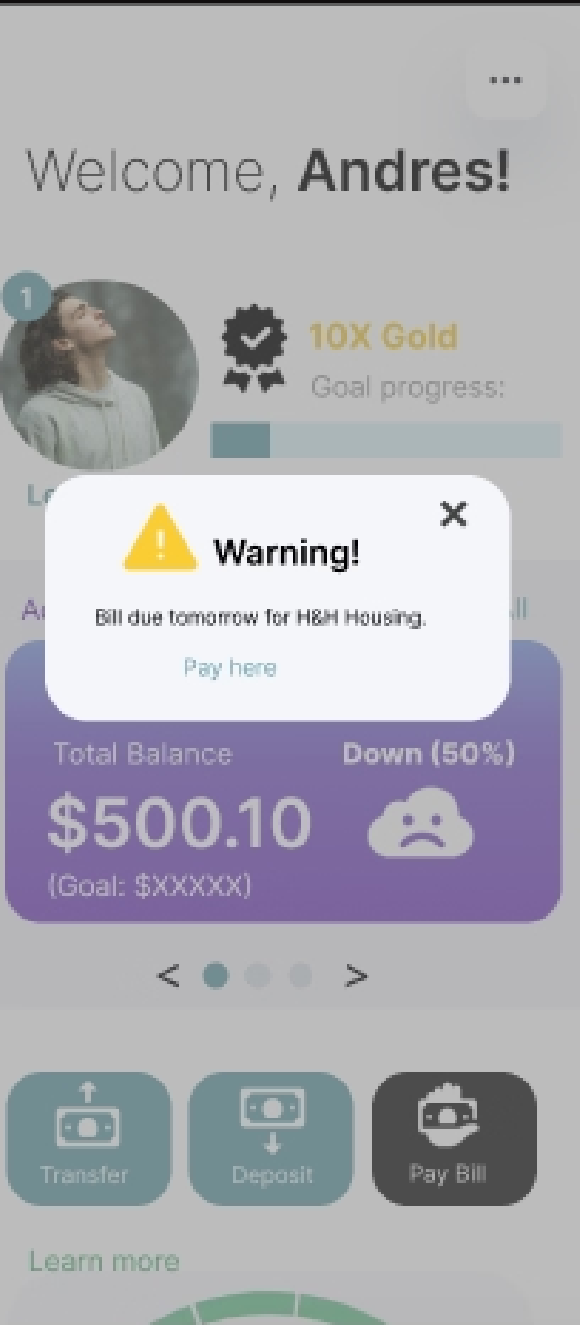 Welcome, Andres!
1
10X Gold
Goal progress:
Warning!
Bill due tomorrow for H&H Housing.
Pay here
Total Balance
Down (50%)
$500.10
(Goal: $XXXXX)
< >
Transfer
Deposit
Pay Bill
Learn more